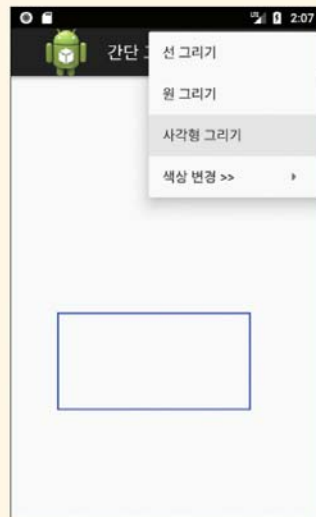 2:07
간단
선 그리기
원 그리기
사각형 그리기
색상 변경 >>